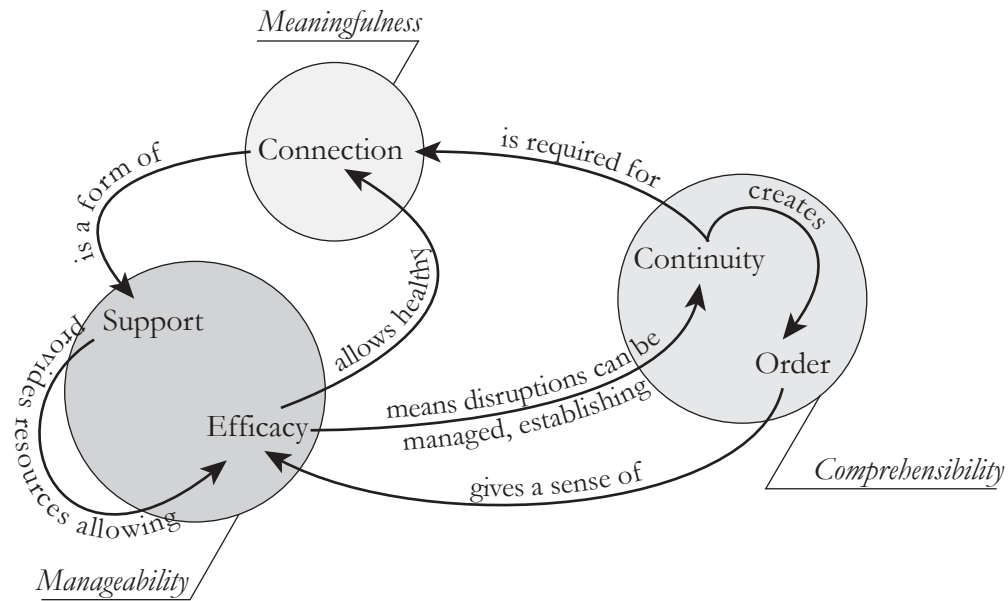 Meaningfulness
Connection
is required for
is a form of
creates
Continuity
Support
allows healthy
Order
provides resources allowing
means disruptions can be
managed, establishing
Efficacy
gives a sense of
Comprehensibility
Manageability